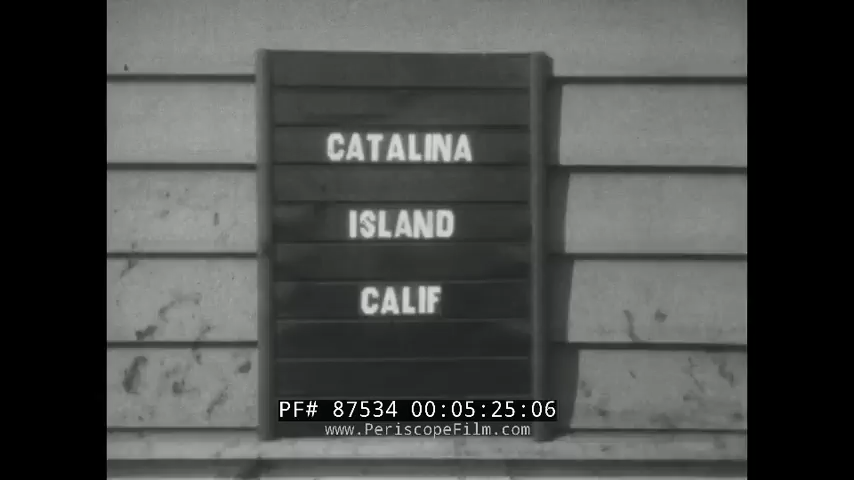 CATALINA
ISLAND
CALIF
PF# 87534 00:05:25:06
www.PeriscopeFilm.com